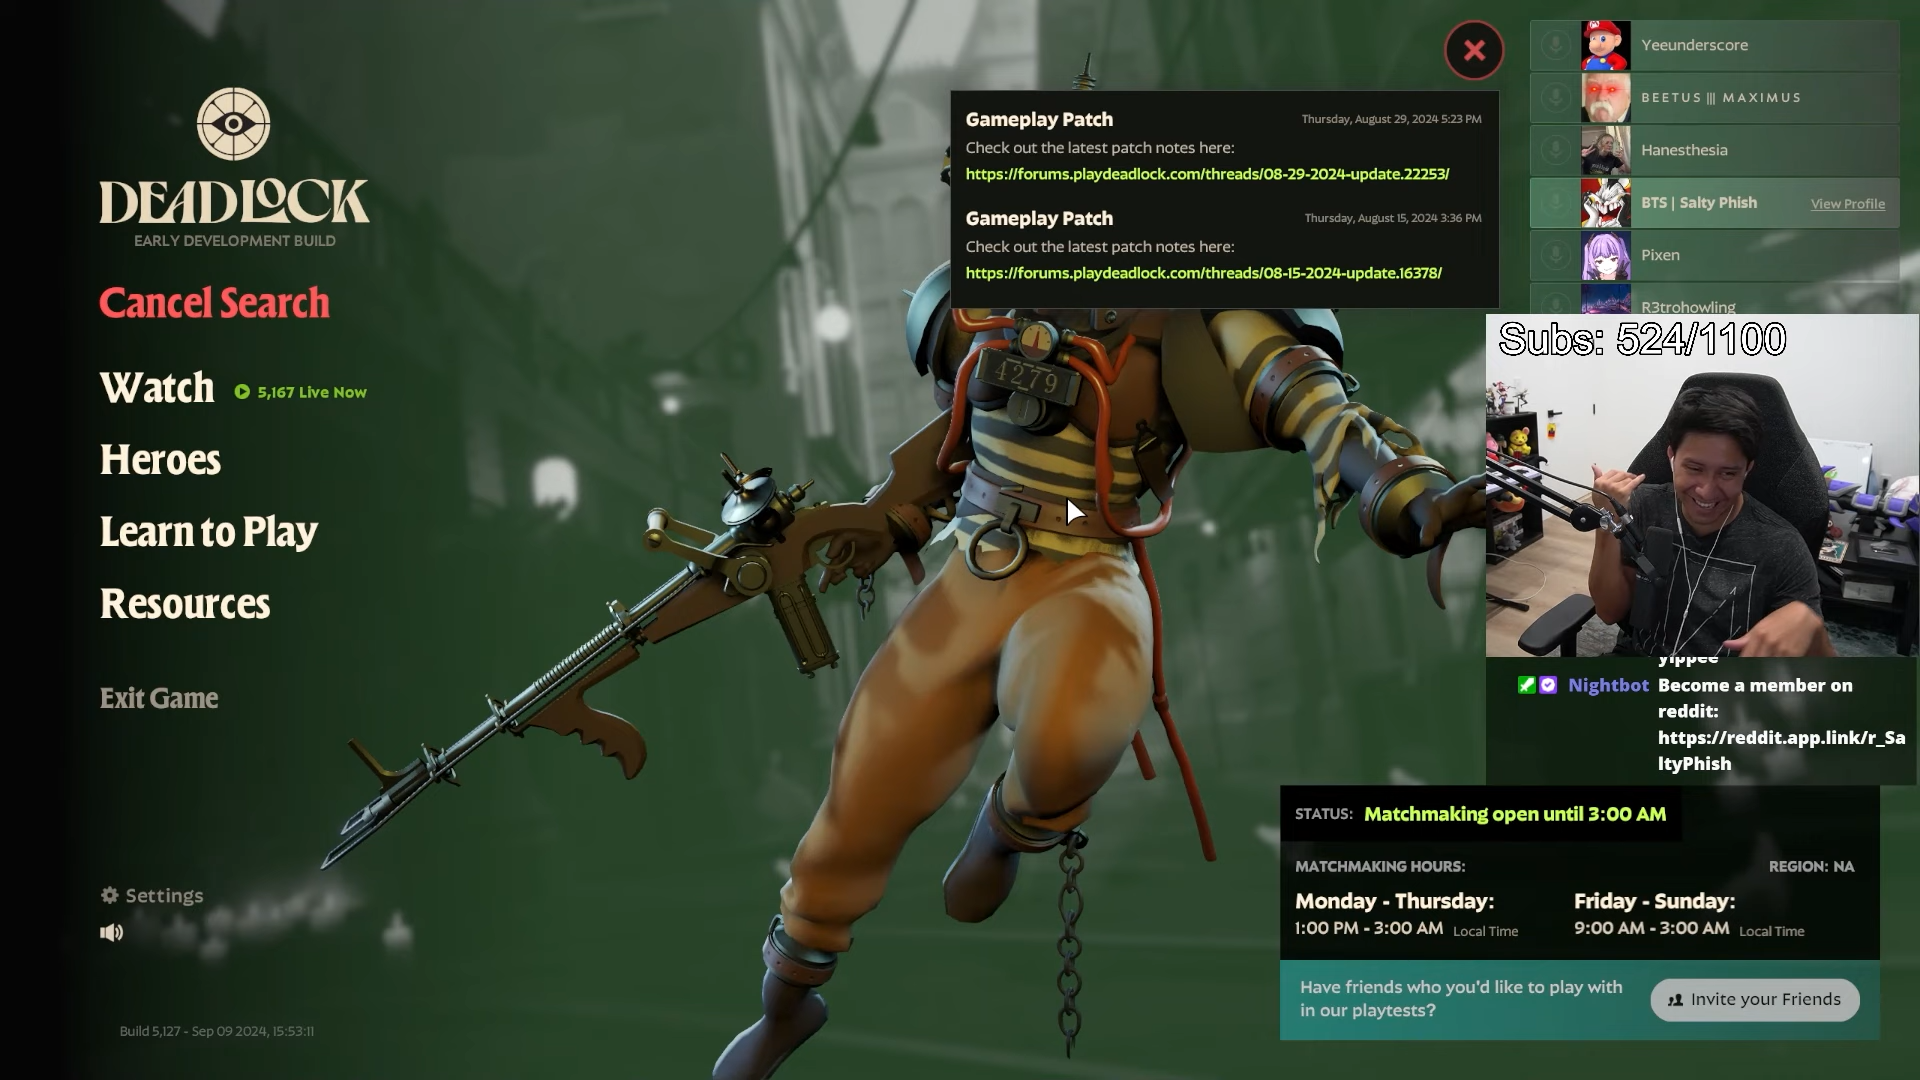 DEADLOCK
EARLY DEVELOPMENT BUILD
Cancel Search
Watch 5,167 Live Now
Heroes
Learn to Play
Resources
Exit Game
Settings
Build 5,127 - Sep 09 2024, 15:53:11
Gameplay Patch Thursday, August 29, 2024 5:23 PM
Check out the latest patch notes here:
https://forums.playdeadlock.com/threads/08-29-2024-update.22253/
Gameplay Patch Thursday, August 15, 2024 3:36 PM
Check out the latest patch notes here:
https://forums.playdeadlock.com/threads/08-15-2024-update.16378/
4279
Yeeunderscore
BEETUS ||| MAXIMUS
Hanesthesia
BTS | Salty Phish View Profile
Pixen
R3trohowling
Subs: 524/1100
yippee
Nightbot Become a member on
reddit:
https://reddit.app.link/r_Sa
ltyPhish
STATUS: Matchmaking open until 3:00 AM
MATCHMAKING HOURS: REGION: NA
Monday - Thursday: Friday - Sunday:
1:00 PM - 3:00 AM Local Time 9:00 AM - 3:00 AM Local Time
Have friends who you'd like to play with
in our playtests?
Invite your Friends